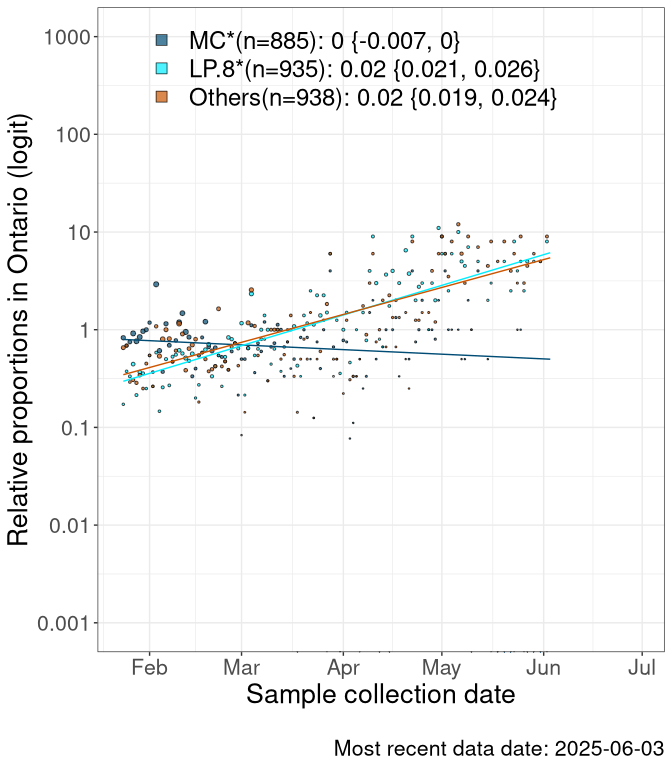 MC*(n=885): 0 {-0.007, 0}
LP.8*(n=935): 0.02 {0.021, 0.026}
Others(n=938): 0.02 {0.019, 0.024}
Relative proportions in Ontario (logit)
1000
100
10
1
0.1
0.01
0.001
Feb Mar Apr May Jun Jul
Sample collection date
Most recent data date: 2025-06-03